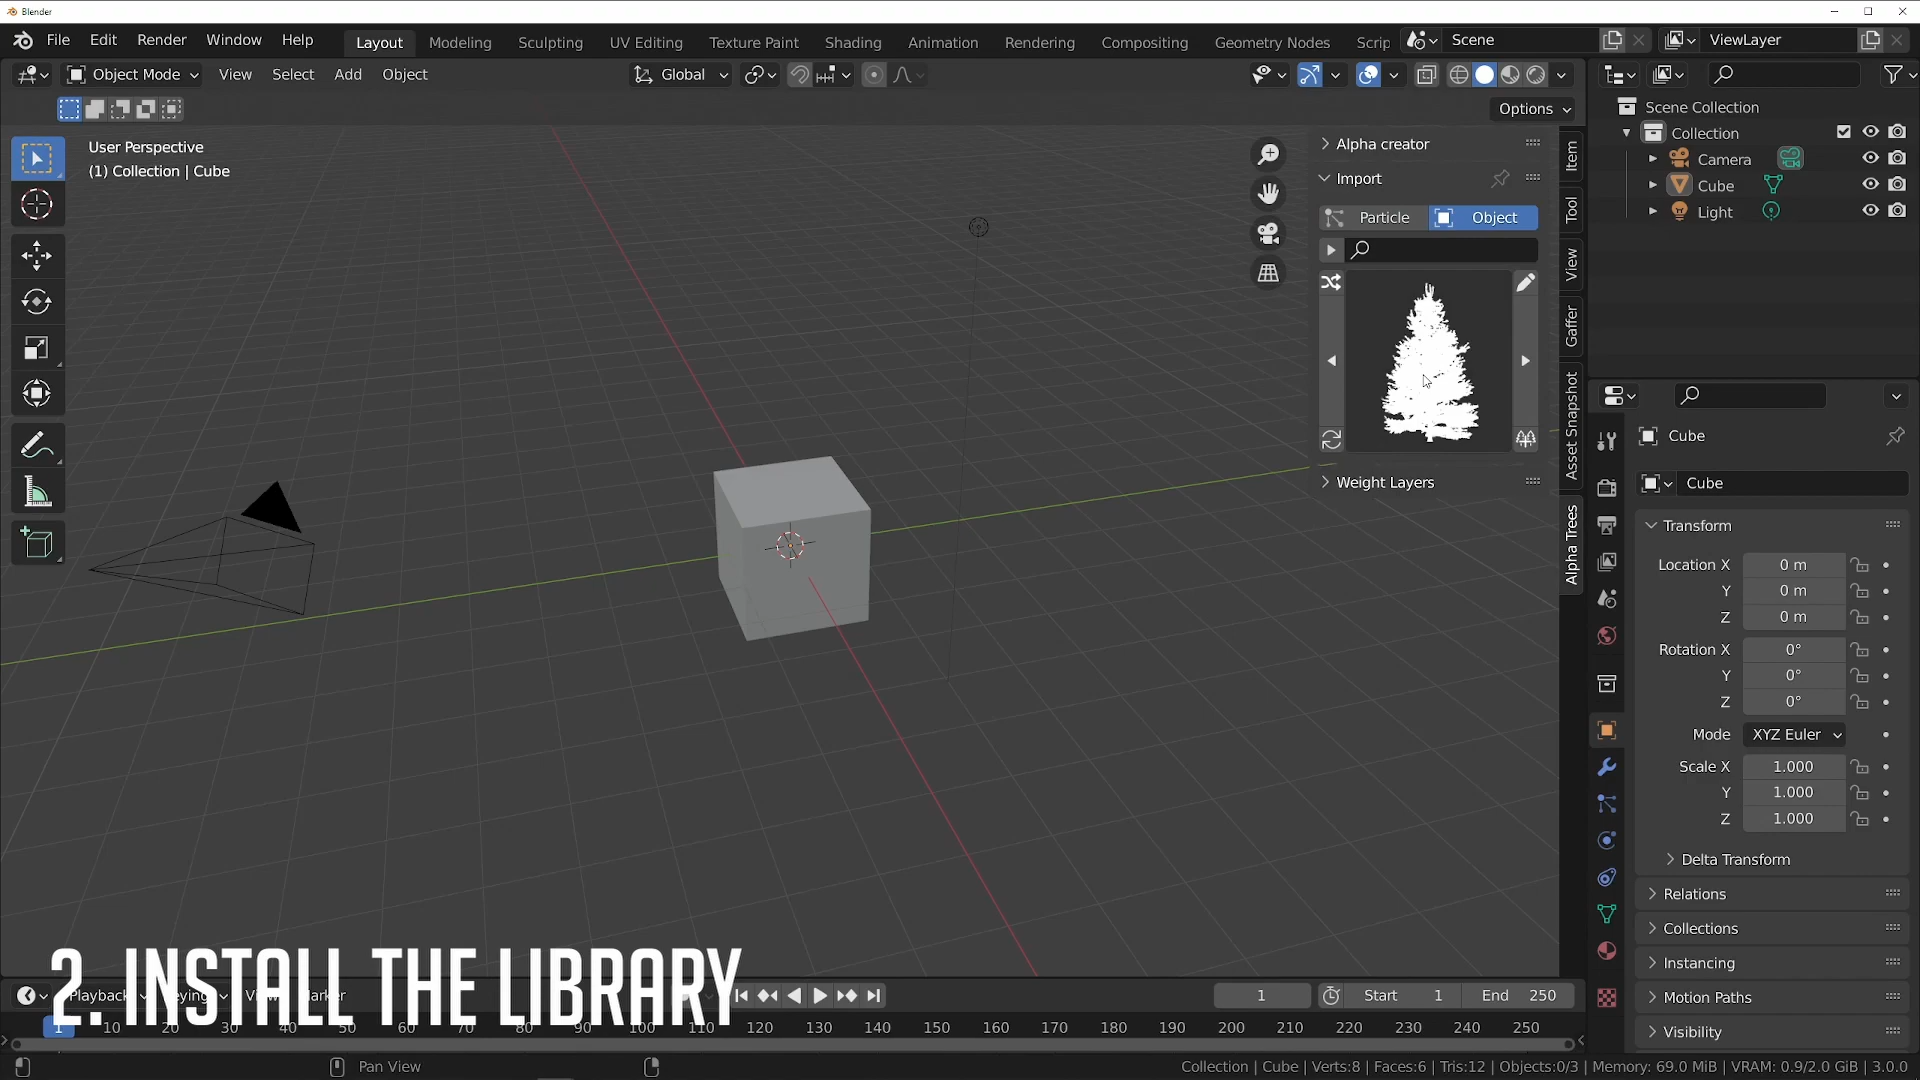 Blender
File Edit Render Window Help Layout Modeling Sculpting UV Editing Texture Paint Shading Animation Rendering Compositing Geometry Nodes Scrip Scene ViewLayer
Object Mode View Select Add Object Global
Options
User Perspective
(1) Collection | Cube
Alpha creator
Import
Particle Object
Weight Layers
Item
Tool
View
Gaffer
Asset Snapshot
Alpha Trees
Scene Collection
Collection
Camera
Cube
Light
Cube
Cube
Transform
Location X 0 m
Y 0 m
Z 0 m
Rotation X 0°
Y 0°
Z 0°
Mode XYZ Euler
Scale X 1.000
Y 1.000
Z 1.000
Delta Transform
Relations
Collections
Instancing
Motion Paths
Visibility
2. INSTALL THE LIBRARY
Playback 1 Start 1 End 250
1 10 20 30 40 50 60 70 80 90 100 110 120 130 140 150 160 170 180 190 200 210 220 230 240 250
Pan View Collection | Cube | Verts:8 | Faces:6 | Tris:12 | Objects:0/3 | Memory: 69.0 MiB | VRAM: 0.9/2.0 GiB | 3.0.0